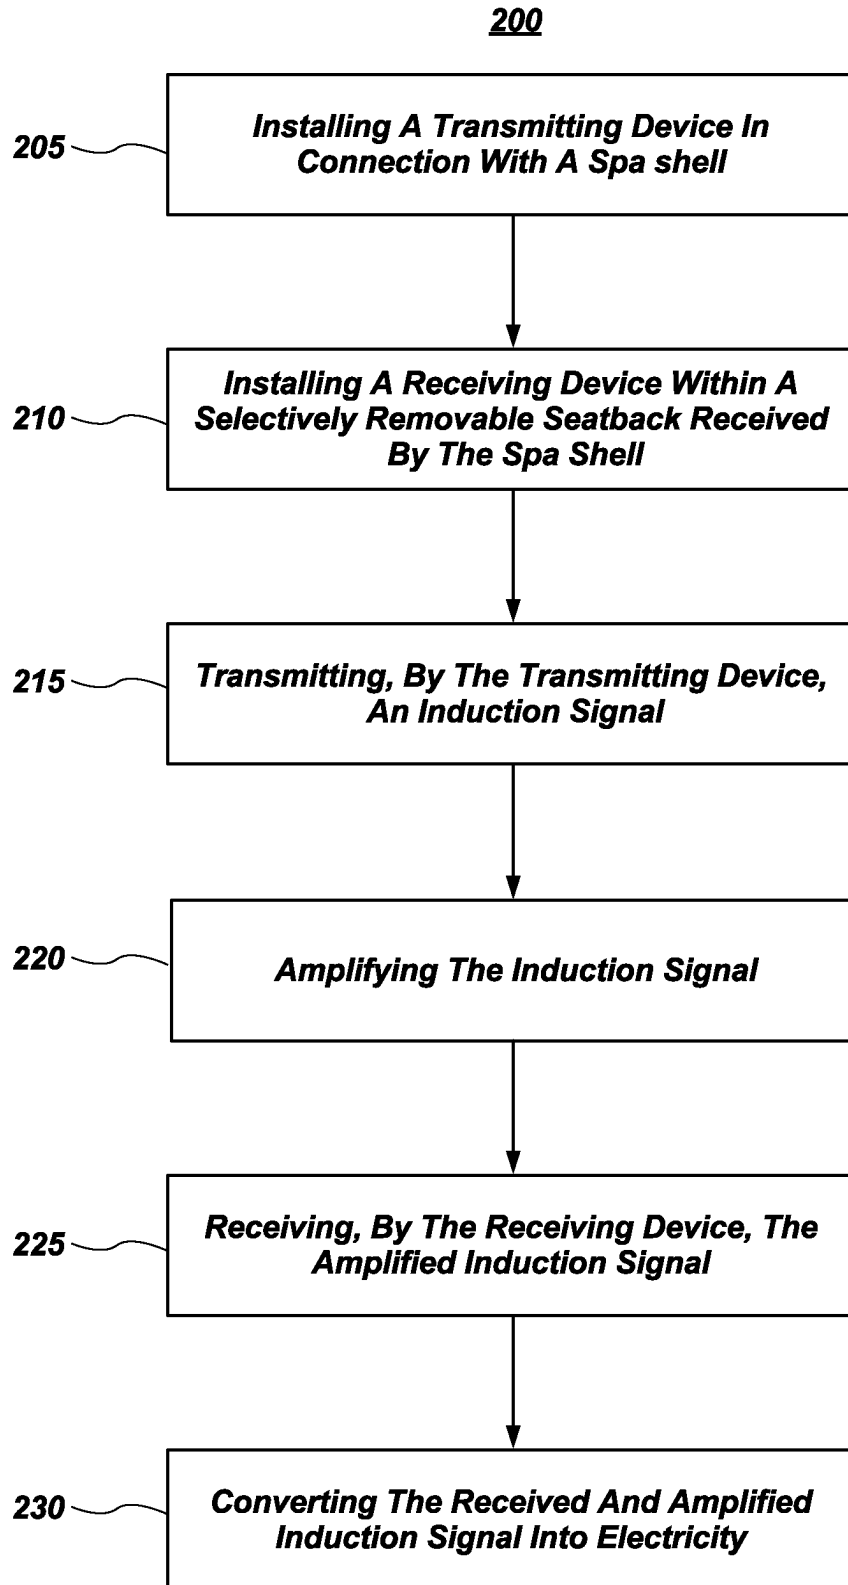 200
205
Installing A Transmitting Device In
Connection With A Spa shell
210
Installing A Receiving Device Within A
Selectively Removable Seatback Received
By The Spa Shell
215
Transmitting, By The Transmitting Device,
An Induction Signal
220
Amplifying The Induction Signal
225
Receiving, By The Receiving Device, The
Amplified Induction Signal
230
Converting The Received And Amplified
Induction Signal Into Electricity